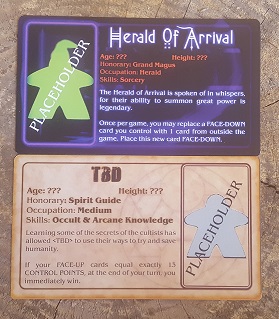 Herald Of Arrival
PLACEHOLDER
Age: ??? Height: ???
Honorary: Grand Magus
Occupation: Herald
Skills: Sorcery
The Herald of Arrival is spoken of in whispers,
for their ability to summon great power is
legendary.
Once per game, you may replace a FACE-DOWN
card you control with 1 card from outside the
game. Place this new card FACE-DOWN.
TBD
Age: ??? Height: ???
Honorary: Spirit Guide
Occupation: Medium
Skills: Occult & Arcane Knowledge
Learning some of the secrets of the cultists has
allowed <TBD> to use their ways to try and save
humanity.
If your FACE-UP cards equal exactly 13
CONTROL POINTS, at the end of your turn, you
immediately win.
PLACEHOLDER